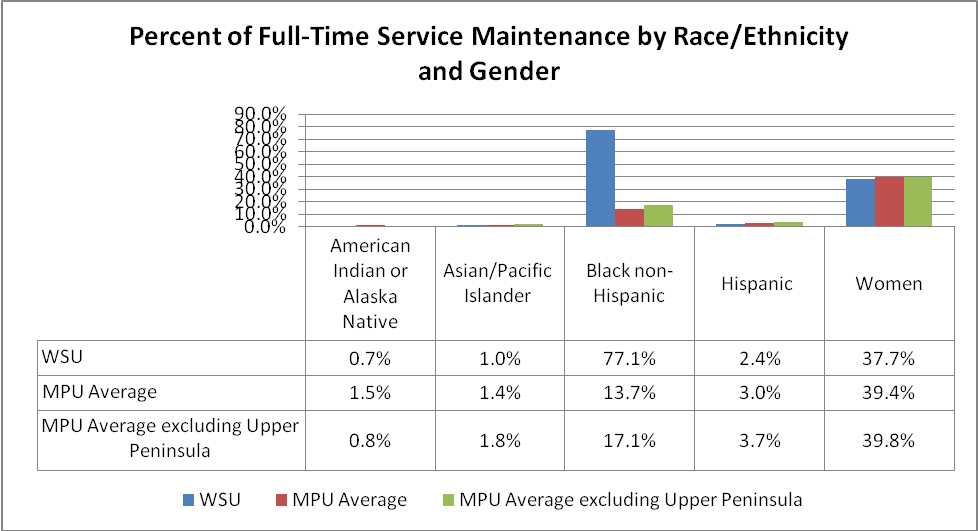 Percent of Full-Time Service Maintenance by Race/Ethnicity
and Gender
90.0%
80.0%
70.0%
60.0%
50.0%
40.0%
30.0%
20.0%
10.0%
0.0%
American
Indian or
Alaska
Native
Asian/Pacific
Islander
Black non-
Hispanic
Hispanic
Women
WSU 0.7% 1.0% 77.1% 2.4% 37.7%
MPU Average 1.5% 1.4% 13.7% 3.0% 39.4%
MPU Average excluding Upper
Peninsula
0.8% 1.8% 17.1% 3.7% 39.8%
WSU MPU Average MPU Average excluding Upper Peninsula